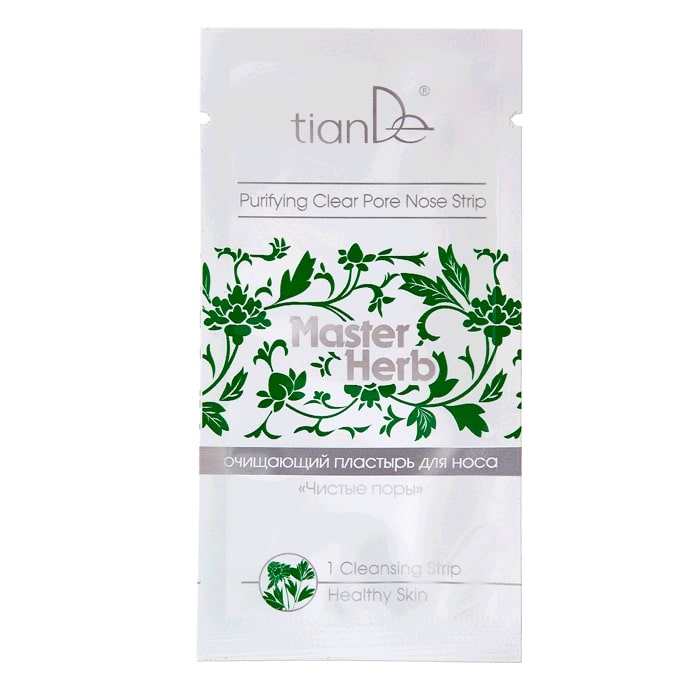 tianDe®
Purifying Clear Pore Nose Strip
Master
Herb
очищающий пластырь для носа
«Чистые поры»
1 Cleansing Strip
Healthy Skin